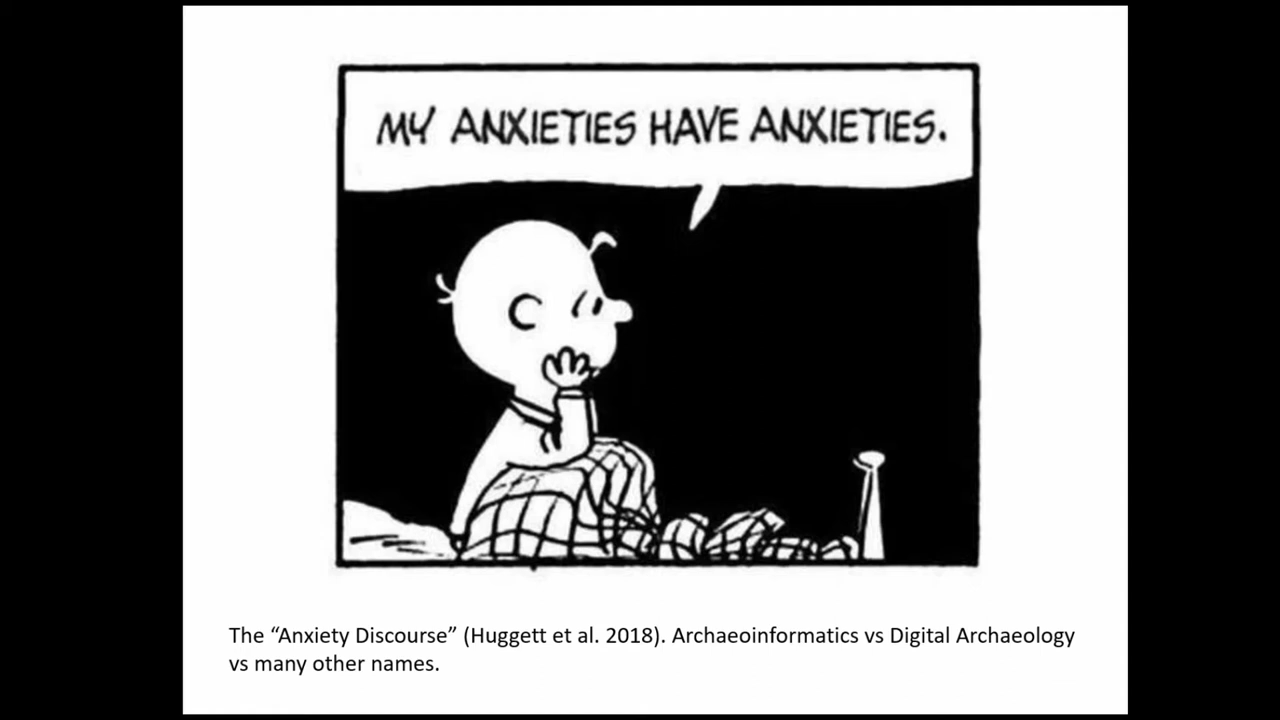 MY ANXIETIES HAVE ANXIETIES.
The “Anxiety Discourse” (Huggett et al. 2018). Archaeoinformatics vs Digital Archaeology
vs many other names.